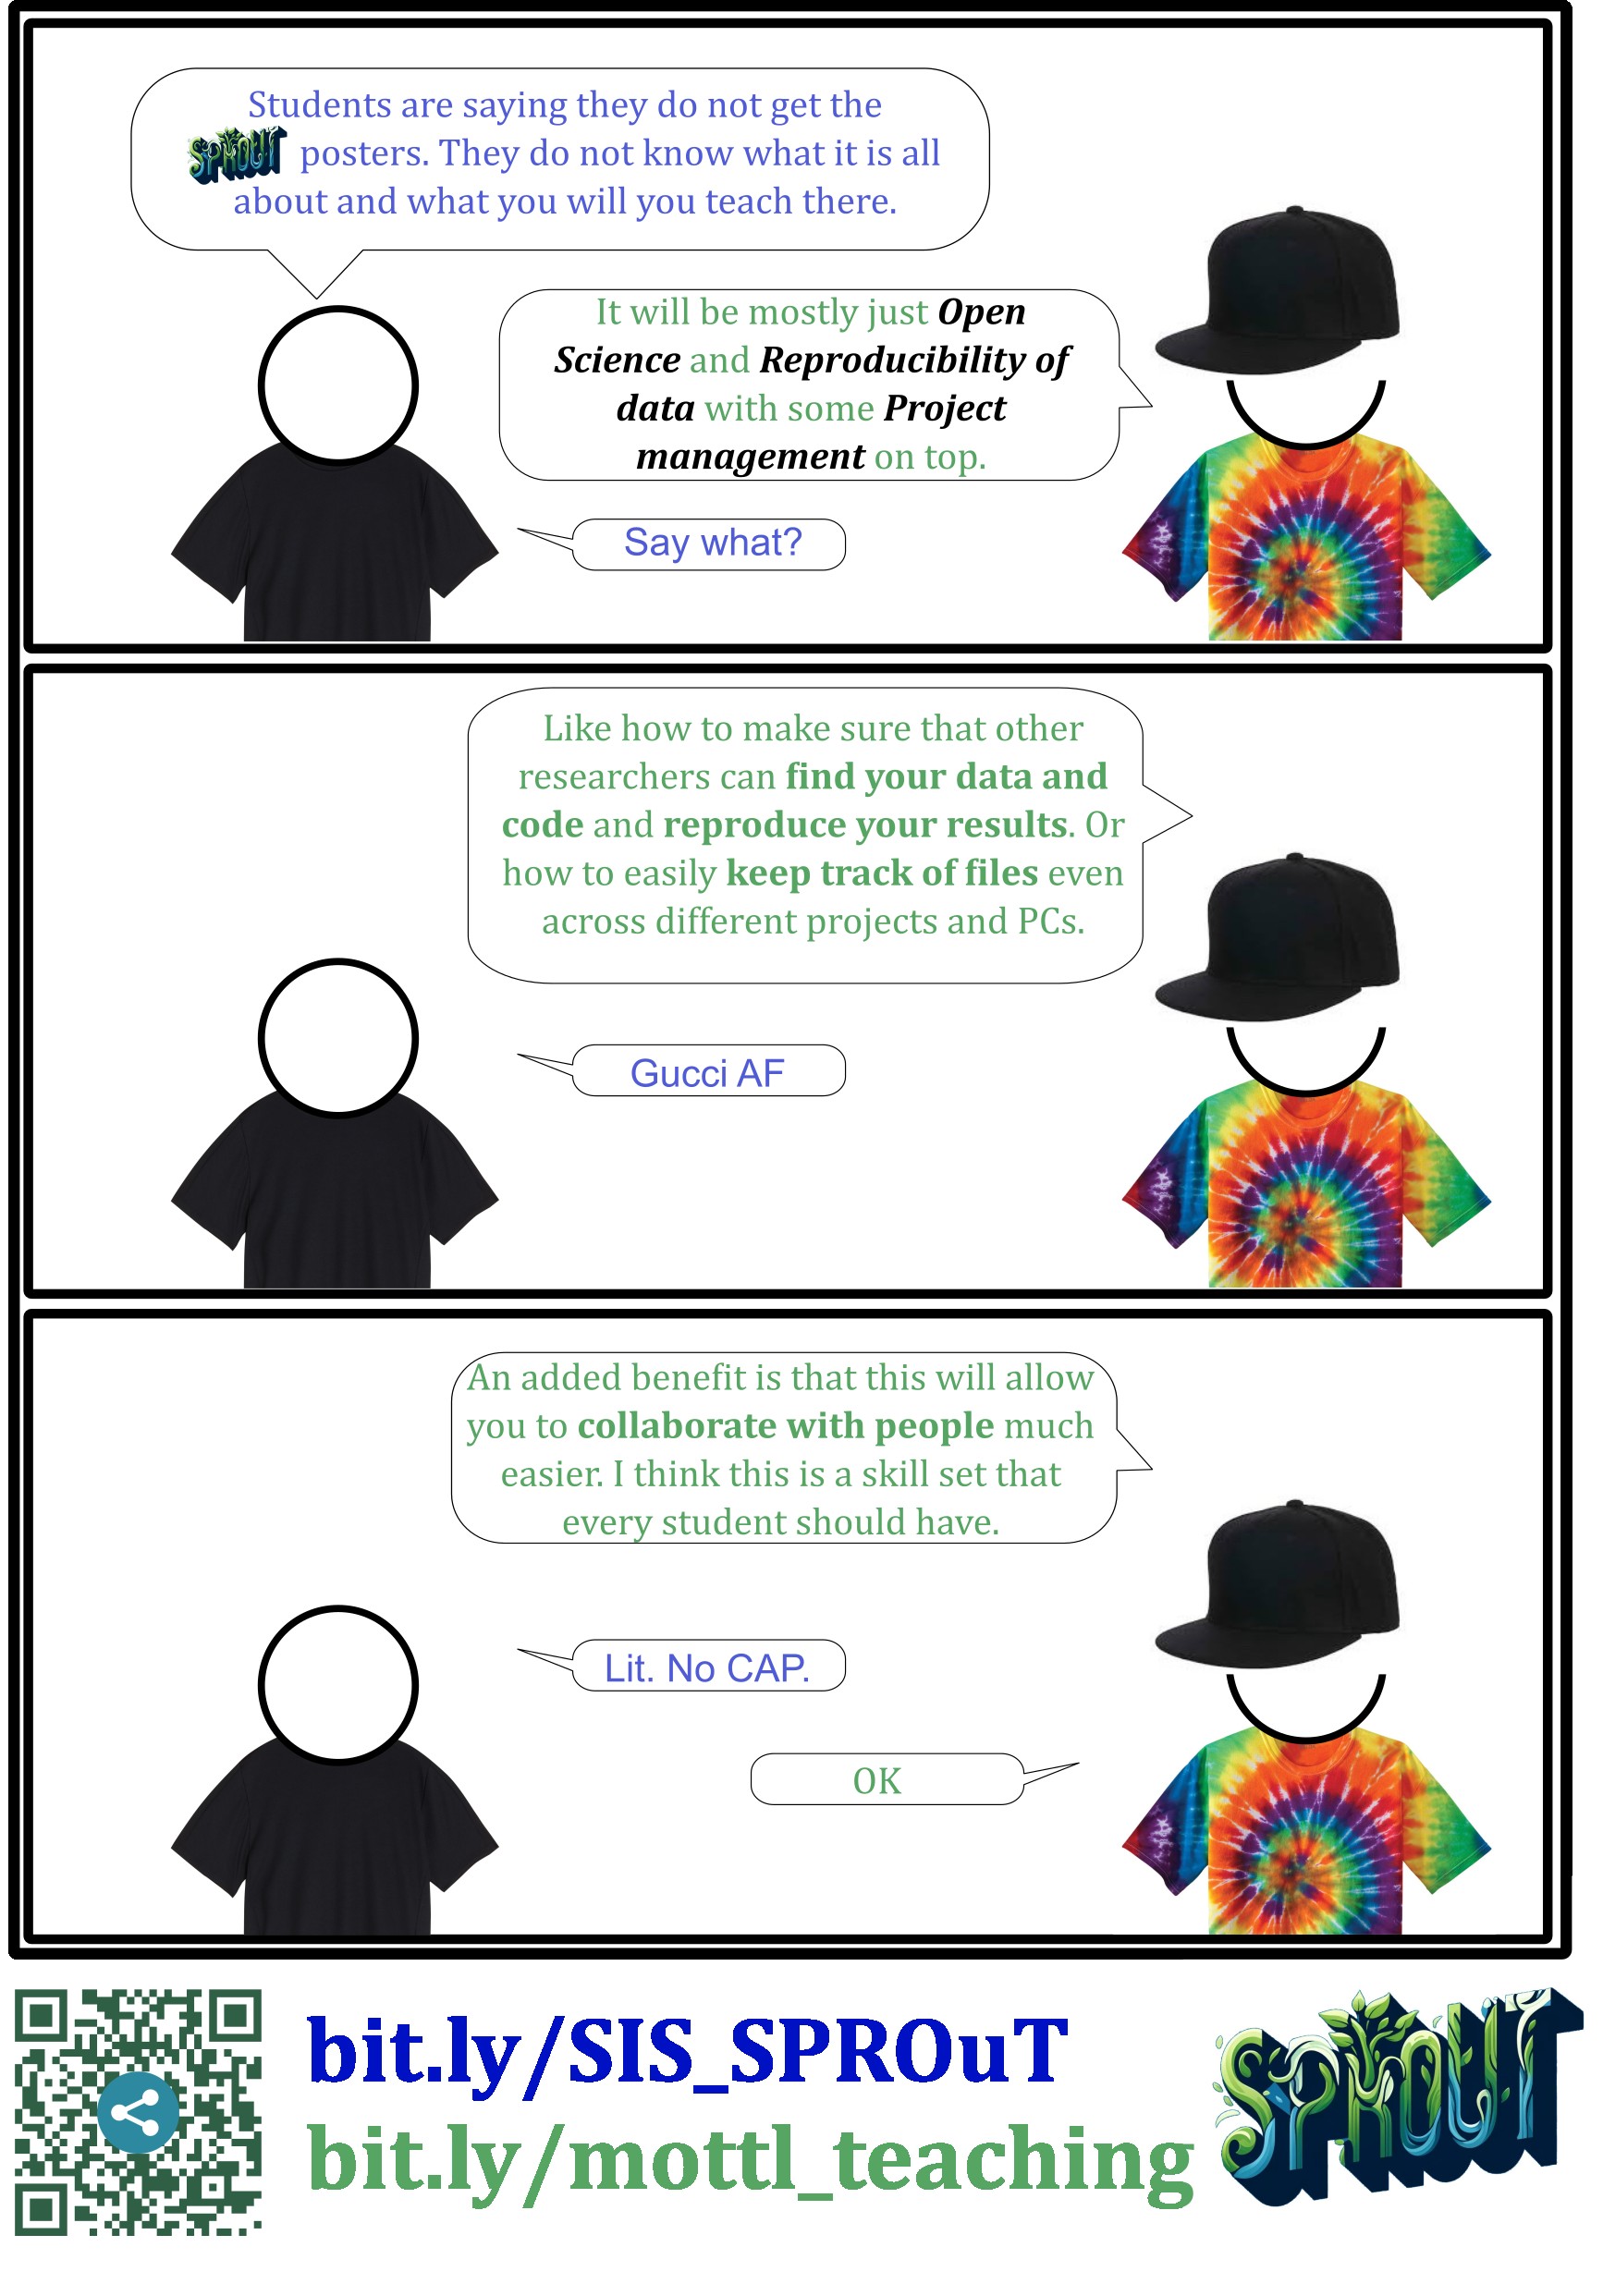 Students are saying they do not get the
SPROUT posters. They do not know what it is all
about and what you will you teach there.
It will be mostly just Open
Science and Reproducibility of
data with some Project
management on top.
Say what?
Like how to make sure that other
researchers can find your data and
code and reproduce your results. Or
how to easily keep track of files even
across different projects and PCs.
Gucci AF
An added benefit is that this will allow
you to collaborate with people much
easier. I think this is a skill set that
every student should have.
Lit. No CAP.
OK
bit.ly/SIS_SPROuT
bit.ly/mottl_teaching
SPROUT